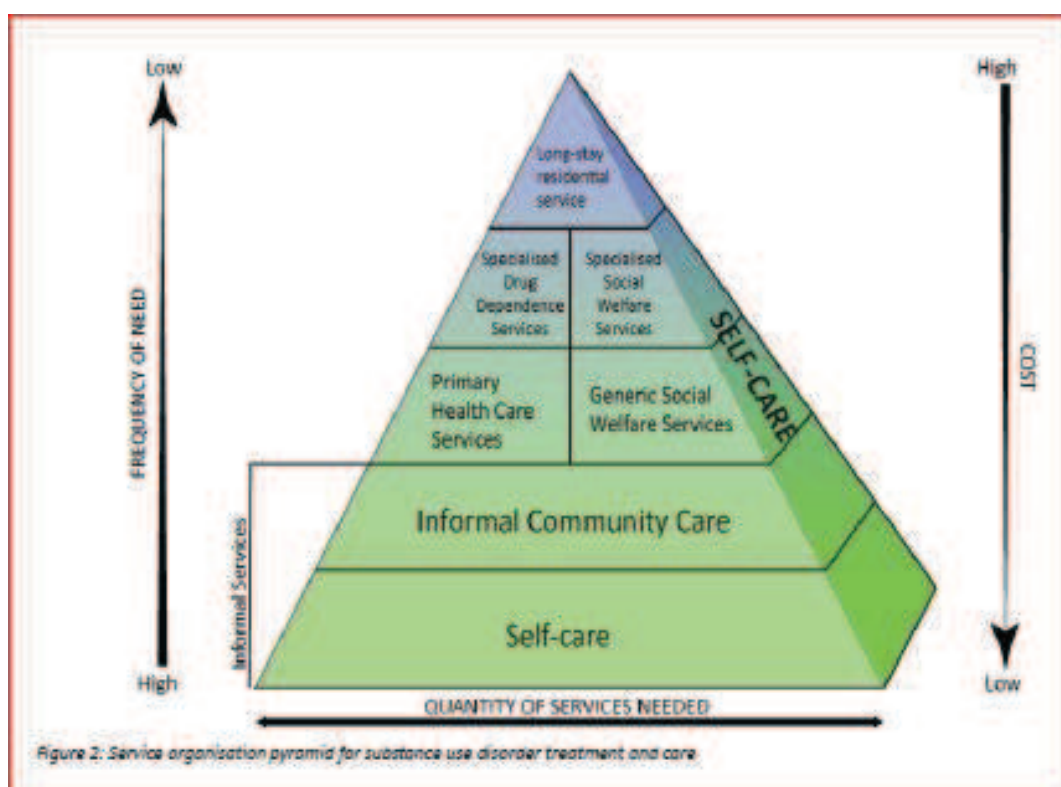 Low
High
Long-stay
residential
service
Specialised
Drug
Dependence
Services
Specialised
Social
Welfare
Services
SELF-CARE
FREQUENCY OF NEED
COST
Primary
Health Care
Services
Generic Social
Welfare Services
Informal Services
Informal Community Care
Self-care
High
Low
QUANTITY OF SERVICES NEEDED
Figure 2: Service organisation pyramid for substance use disorder treatment and care